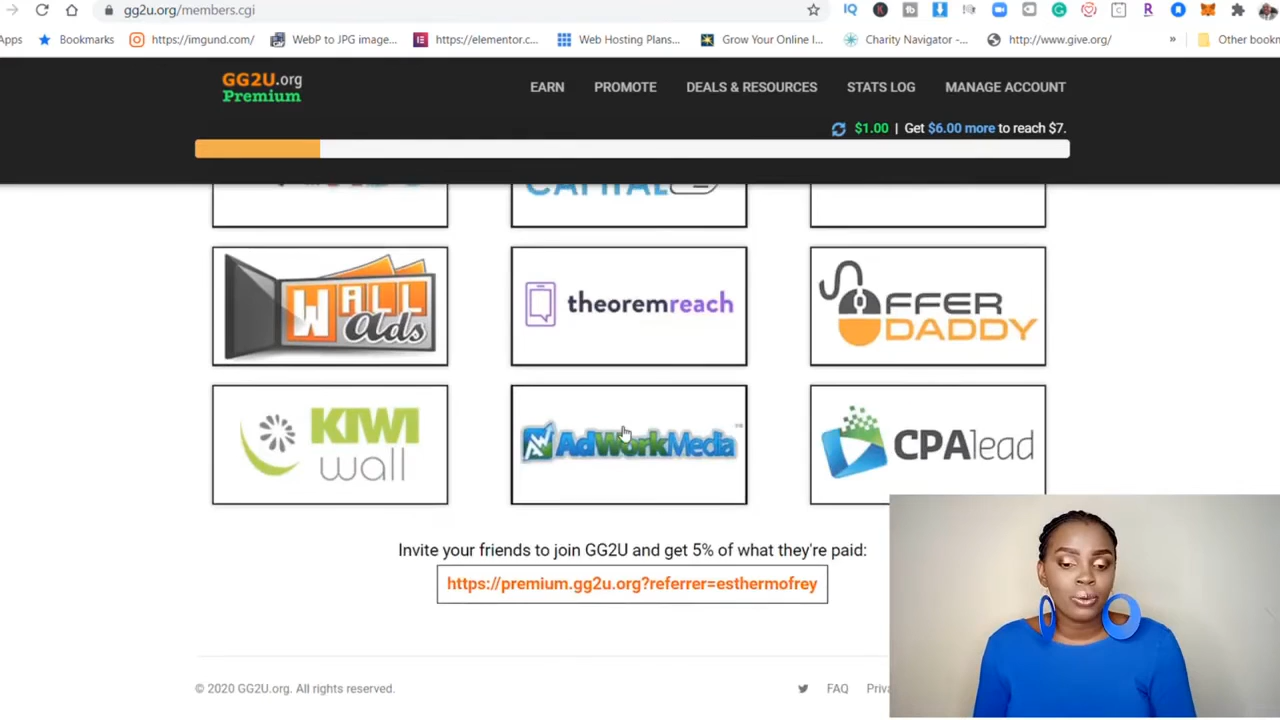 gg2u.org/members.cgi
Apps
Bookmarks
https://imgund.com/
WebP to JPG image...
https://elementor.c...
Web Hosting Plans...
Grow Your Online I...
Charity Navigator -...
http://www.give.org/
»
Other bookm
GG2U.org
Premium
EARN
PROMOTE
DEALS & RESOURCES
STATS LOG
MANAGE ACCOUNT
$1.00 | Get $6.00 more to reach $7.
CAPITAL
WALL
ads
theoremreach
OFFER
DADDY
KIWI
wall
AdWorkMedia
CPAlead
Invite your friends to join GG2U and get 5% of what they're paid:
https://premium.gg2u.org?referrer=esthermofrey
© 2020 GG2U.org. All rights reserved.
FAQ
Priva